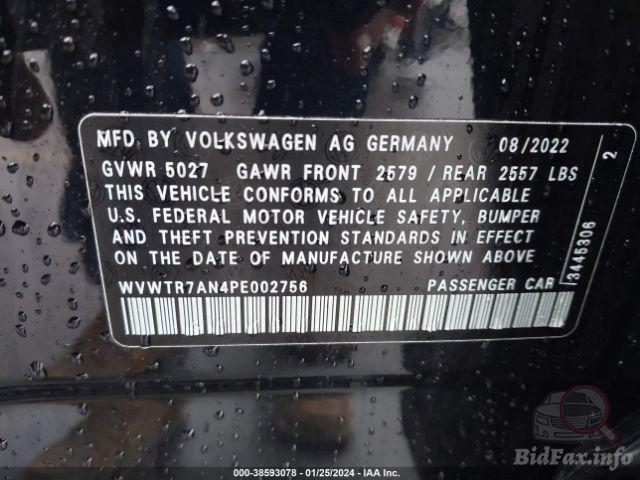 MFD. BY VOLKSWAGEN AG GERMANY 08/2022
GVWR 5027 GAWR FRONT 2579 / REAR 2557 LBS
THIS VEHICLE CONFORMS TO ALL APPLICABLE
U.S. FEDERAL MOTOR VEHICLE SAFETY, BUMPER
AND THEFT PREVENTION STANDARDS IN EFFECT
ON THE DATE OF MANUFACTURE SHOWN ABOVE
WVWTR7AN4PE002756 PASSENGER CAR
3445306 2
000-38593078 - 01/25/2024 - IAA Inc.
BidFax.info